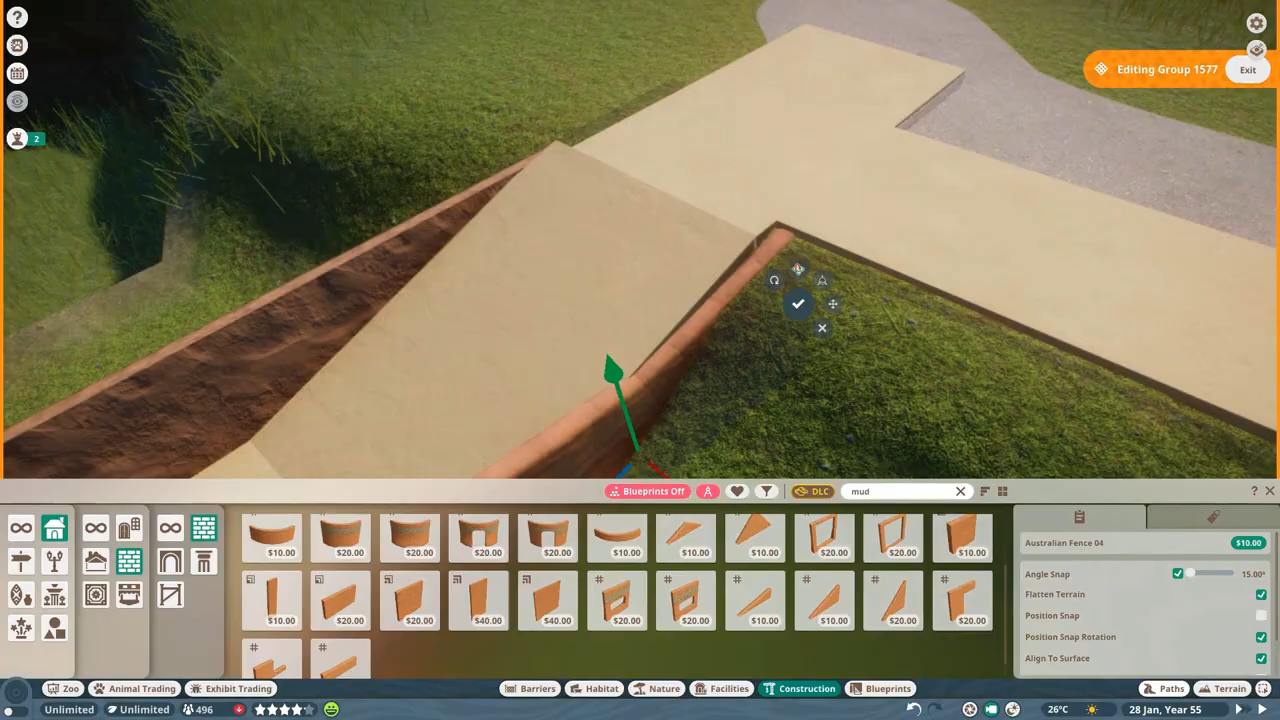 ?
Editing Group 1577
Exit
2
Blueprints Off
DLC
mud
?
$10.00
$20.00
$20.00
$20.00
$20.00
$10.00
$10.00
$10.00
$20.00
$20.00
$10.00
Australian Fence 04
$10.00
Angle Snap
15.00°
Flatten Terrain
Position Snap
Position Snap Rotation
Align To Surface
$10.00
$20.00
$20.00
$40.00
$40.00
$20.00
$20.00
$10.00
$10.00
$20.00
$20.00
Zoo
Animal Trading
Exhibit Trading
Barriers
Habitat
Nature
Facilities
Construction
Blueprints
Paths
Terrain
Unlimited
Unlimited
496
26°C
28 Jan, Year 55